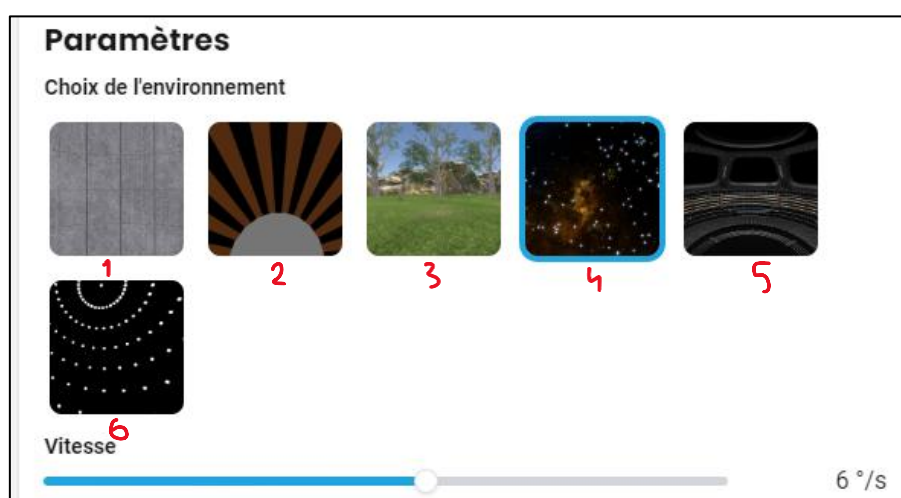 Paramètres
Choix de l'environnement
1 2 3 4 5
6
Vitesse
6 °/s